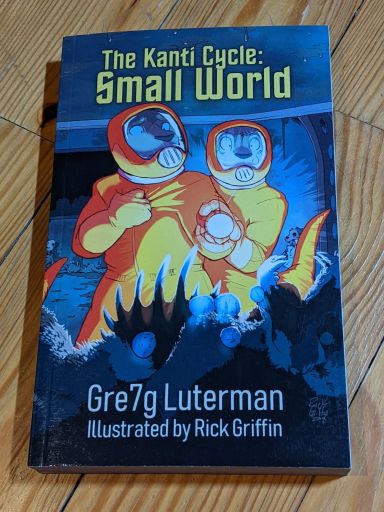 The Kanti Cycle:
Small World
Gre7g Luterman
Illustrated by Rick Griffin